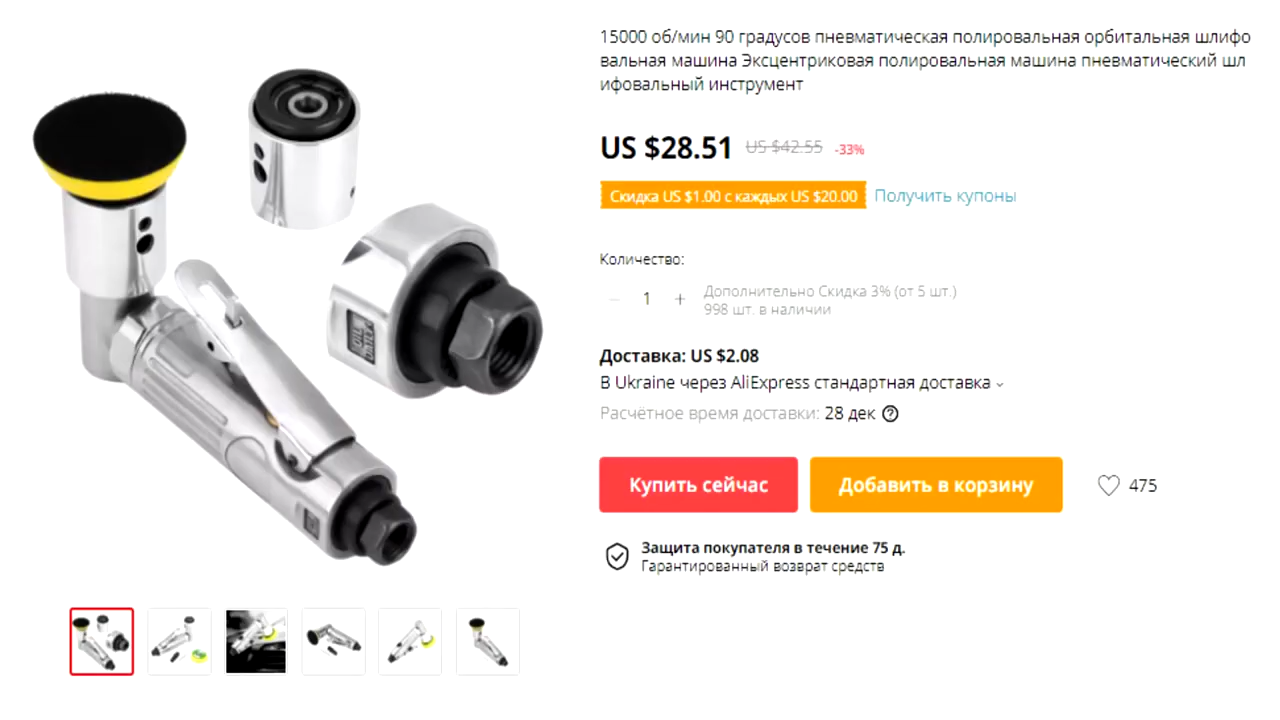 15000 об/мин 90 градусов пневматическая полировальная орбитальная шлифо
вальная машина Эксцентриковая полировальная машина пневматический шл
ифовальный инструмент
US $28.51 US $42.55 -33%
Скидка US $1.00 с каждых US $20.00 Получить купоны
Количество:
− 1 + Дополнительно Скидка 3% (от 5 шт.)
998 шт. в наличии
OIL
DAILY
Доставка: US $2.08
В Ukraine через AliExpress стандартная доставка
Расчётное время доставки: 28 дек
Купить сейчас Добавить в корзину 475
Защита покупателя в течение 75 д.
Гарантированный возврат средств